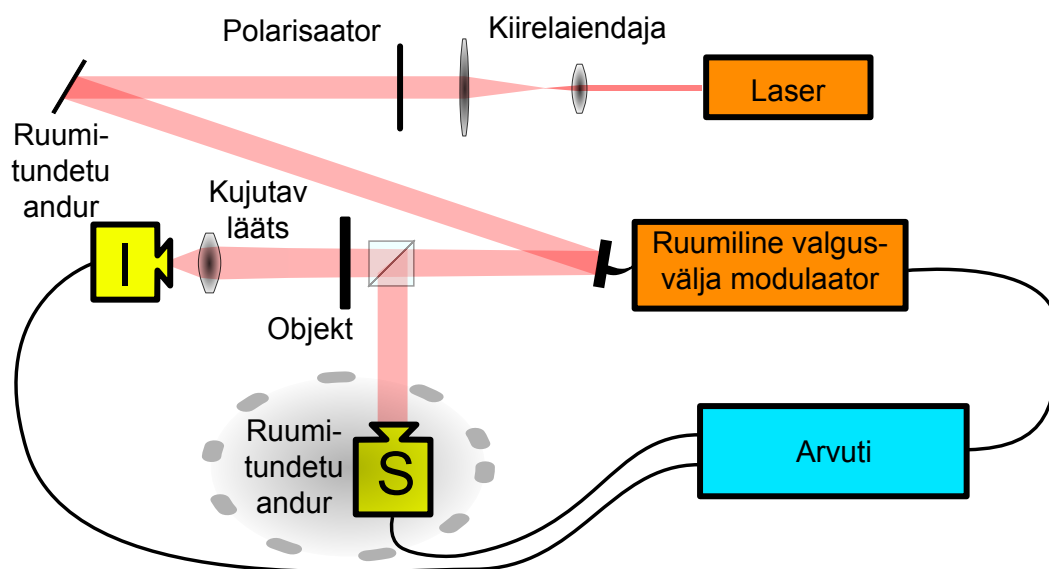 Polarisaator
Kiirelaiendaja
Laser
Ruumi-
tundetu
andur
Kujutav
lääts
I
Objekt
Ruumiline valgus-
välja modulaator
Ruumi-
tundetu
andur
S
Arvuti